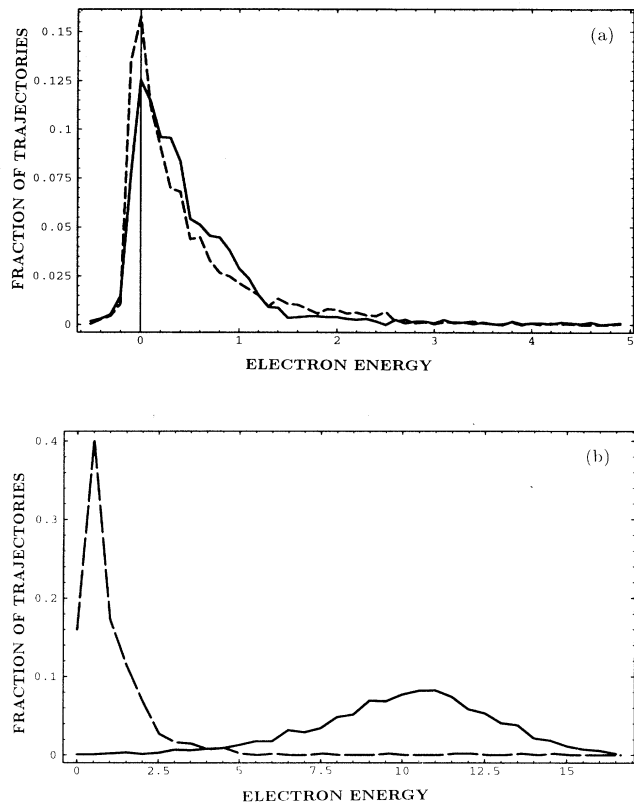 (a)
FRACTION OF TRAJECTORIES
0.15
0.125
0.1
0.075
0.05
0.025
0
0 1 2 3 4 5
ELECTRON ENERGY
(b)
FRACTION OF TRAJECTORIES
0.4
0.3
0.2
0.1
0
0 2.5 5 7.5 10 12.5 15
ELECTRON ENERGY